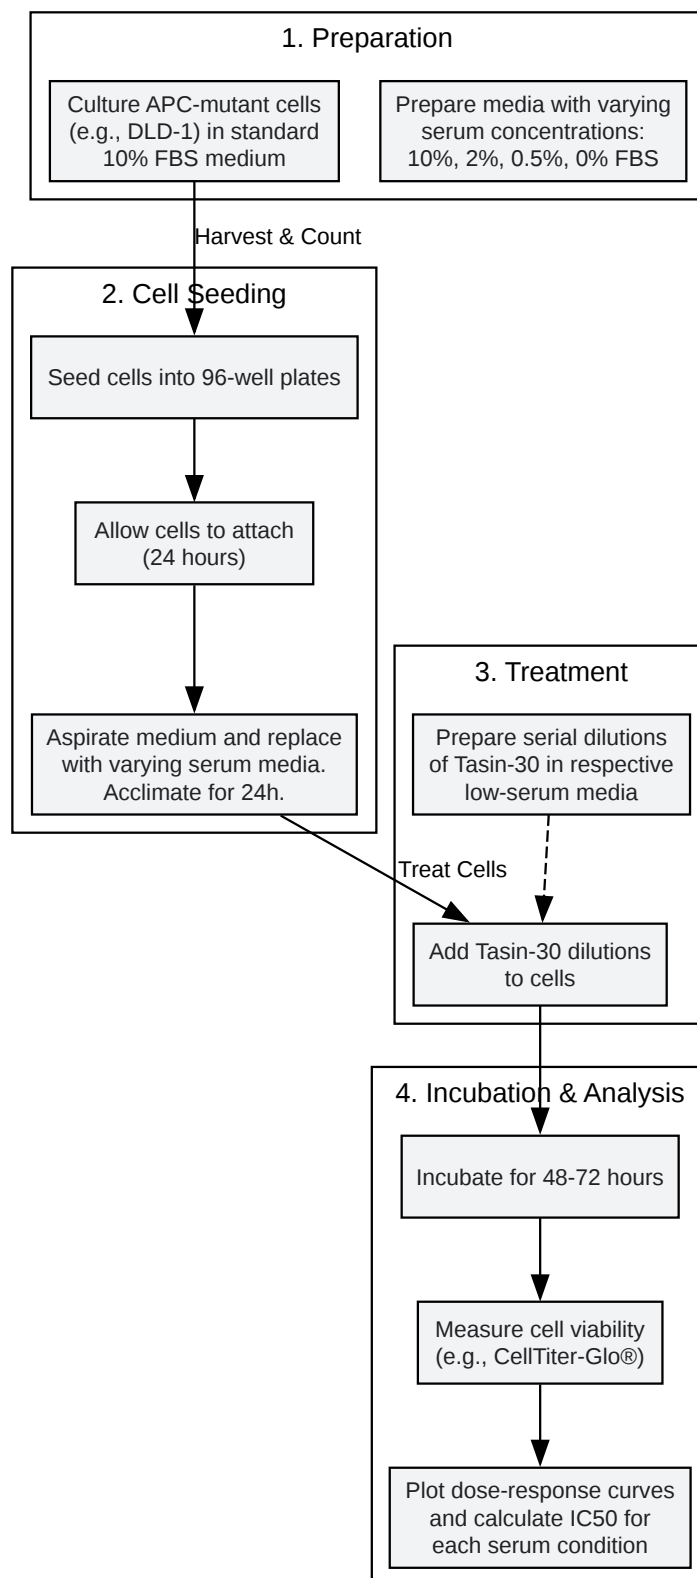 1. Preparation
Culture APC-mutant cells
(e.g., DLD-1) in standard
10% FBS medium
Prepare media with varying
serum concentrations:
10%, 2%, 0.5%, 0% FBS
Harvest & Count
2. Cell Seeding
Seed cells into 96-well plates
Allow cells to attach
(24 hours)
Aspirate medium and replace
with varying serum media.
Acclimate for 24h.
3. Treatment
Prepare serial dilutions
of Tasin-30 in respective
low-serum media
Treat Cells
Add Tasin-30 dilutions
to cells
4. Incubation & Analysis
Incubate for 48-72 hours
Measure cell viability
(e.g., CellTiter-Glo®)
Plot dose-response curves
and calculate IC50 for
each serum condition